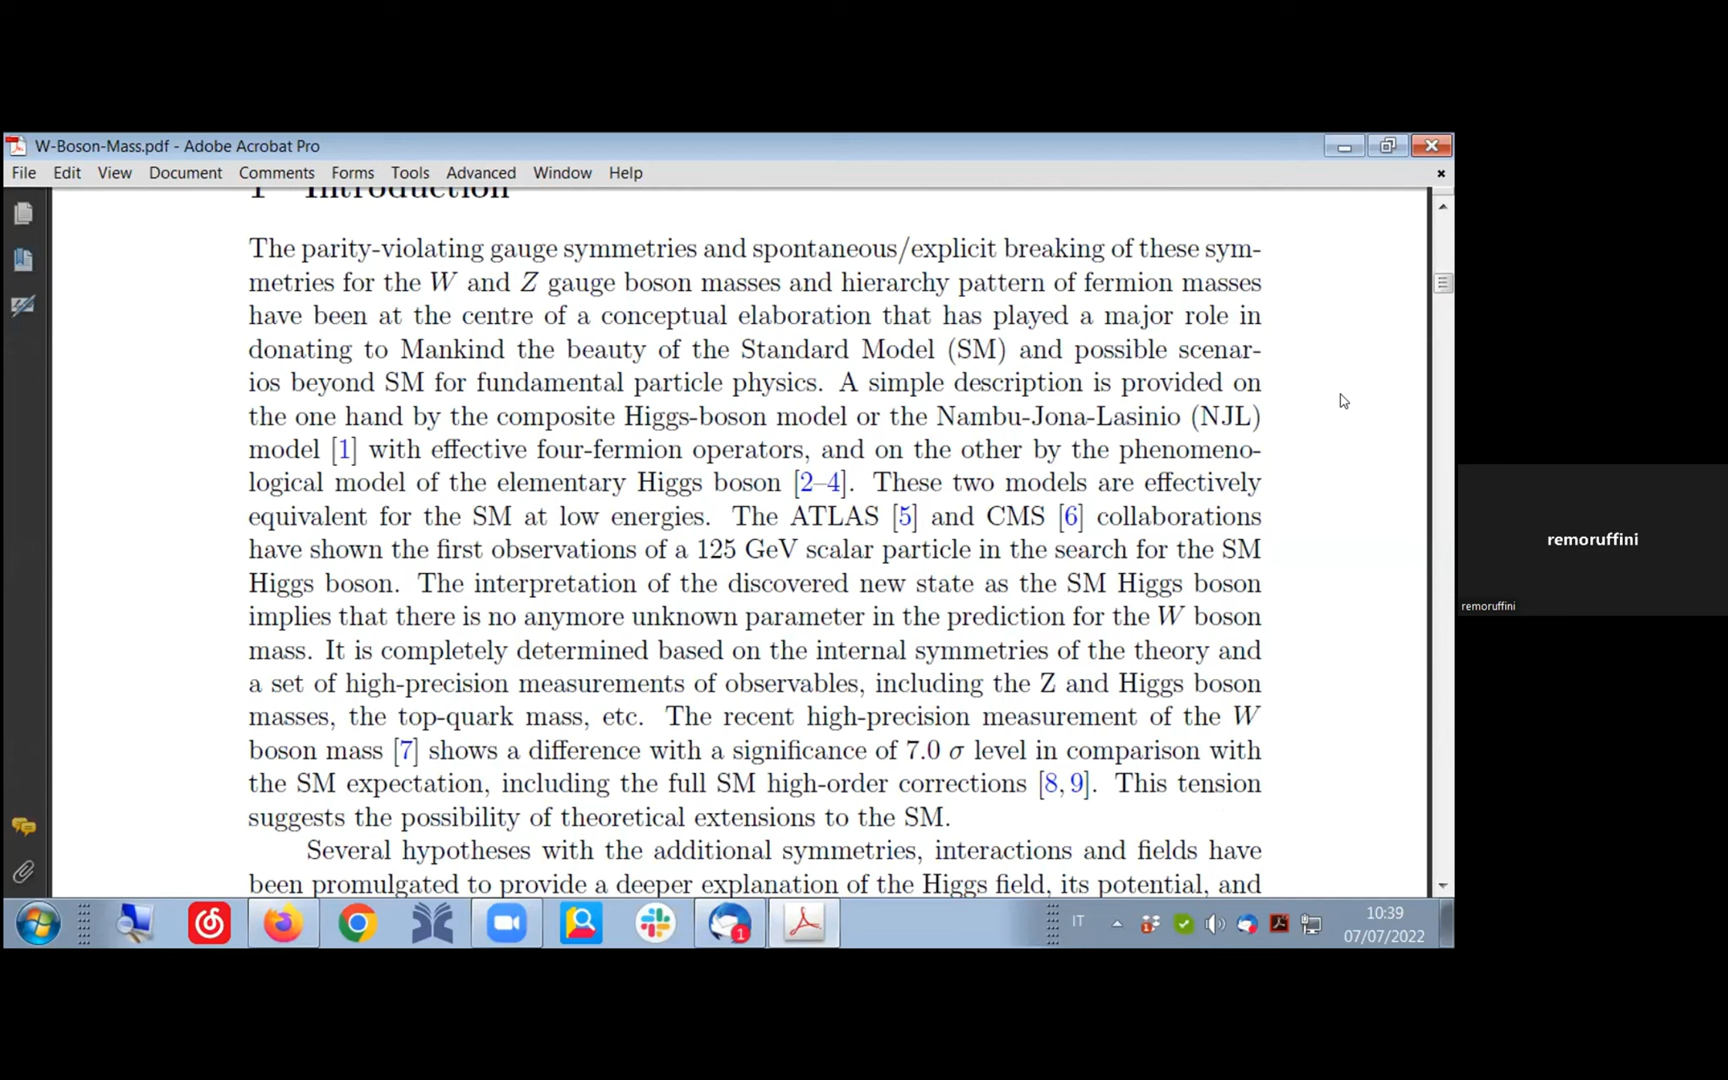 W-Boson-Mass.pdf - Adobe Acrobat Pro
File Edit View Document Comments Forms Tools Advanced Window Help
1 Introduction
The parity-violating gauge symmetries and spontaneous/explicit breaking of these sym-
metries for the W and Z gauge boson masses and hierarchy pattern of fermion masses
have been at the centre of a conceptual elaboration that has played a major role in
donating to Mankind the beauty of the Standard Model (SM) and possible scenar-
ios beyond SM for fundamental particle physics. A simple description is provided on
the one hand by the composite Higgs-boson model or the Nambu-Jona-Lasinio (NJL)
model [1] with effective four-fermion operators, and on the other by the phenomeno-
logical model of the elementary Higgs boson [2–4]. These two models are effectively
equivalent for the SM at low energies. The ATLAS [5] and CMS [6] collaborations
have shown the first observations of a 125 GeV scalar particle in the search for the SM
Higgs boson. The interpretation of the discovered new state as the SM Higgs boson
implies that there is no anymore unknown parameter in the prediction for the W boson
mass. It is completely determined based on the internal symmetries of the theory and
a set of high-precision measurements of observables, including the Z and Higgs boson
masses, the top-quark mass, etc. The recent high-precision measurement of the W
boson mass [7] shows a difference with a significance of 7.0 σ level in comparison with
the SM expectation, including the full SM high-order corrections [8, 9]. This tension
suggests the possibility of theoretical extensions to the SM.
Several hypotheses with the additional symmetries, interactions and fields have
been promulgated to provide a deeper explanation of the Higgs field, its potential, and
remoruffini
remoruffini
1
IT
1
10:39
07/07/2022